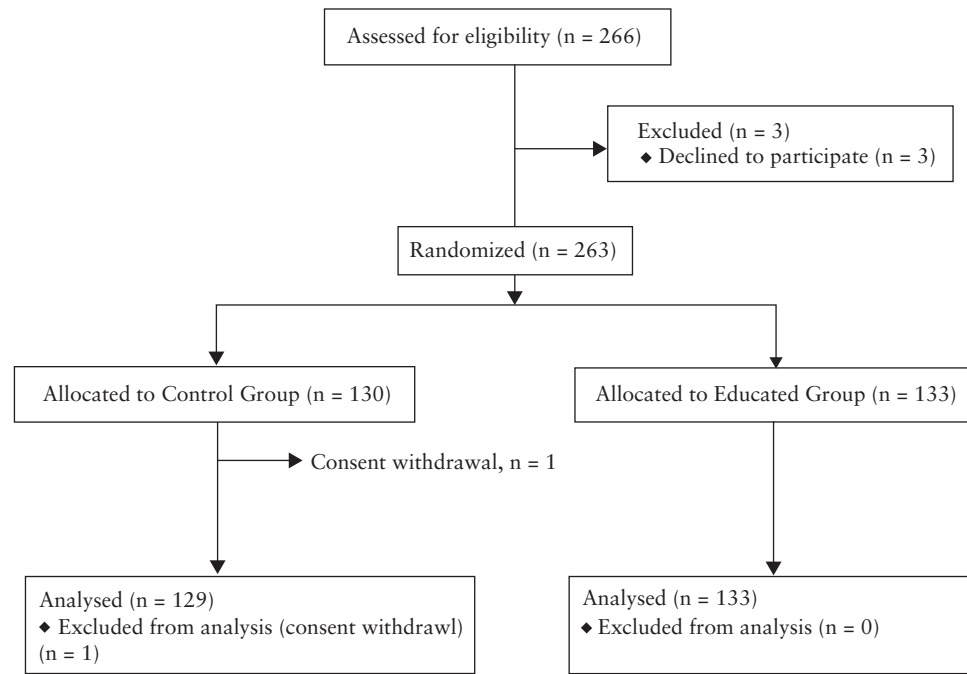 Assessed for eligibility (n = 266)
Excluded (n = 3)
◆ Declined to participate (n = 3)
Randomized (n = 263)
Allocated to Control Group (n = 130)
Allocated to Educated Group (n = 133)
Consent withdrawal, n = 1
Analysed (n = 129)
◆ Excluded from analysis (consent withdrawl)
(n = 1)
Analysed (n = 133)
◆ Excluded from analysis (n = 0)